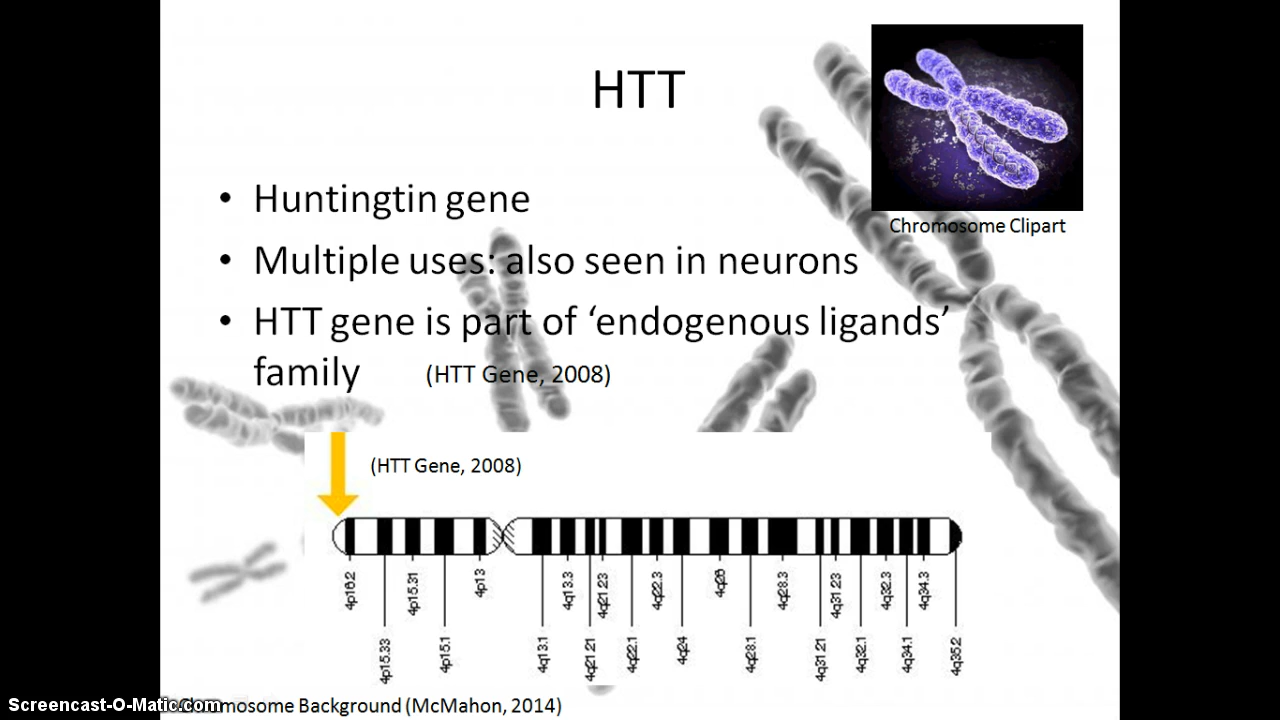 HTT
Chromosome Clipart
• Huntingtin gene
• Multiple uses: also seen in neurons
• HTT gene is part of ‘endogenous ligands’
family (HTT Gene, 2008)
(HTT Gene, 2008)
4p16.2
4p15.33
4p15.31
4p15.1
4p13
4q13.1
4q13.3
4q21.21
4q21.23
4q22.1
4q22.3
4q24
4q26
4q28.1
4q28.3
4q31.21
4q31.23
4q32.1
4q32.3
4q34.1
4q34.3
4q35.2
Screencast-O-Matic.com
Background (McMahon, 2014)